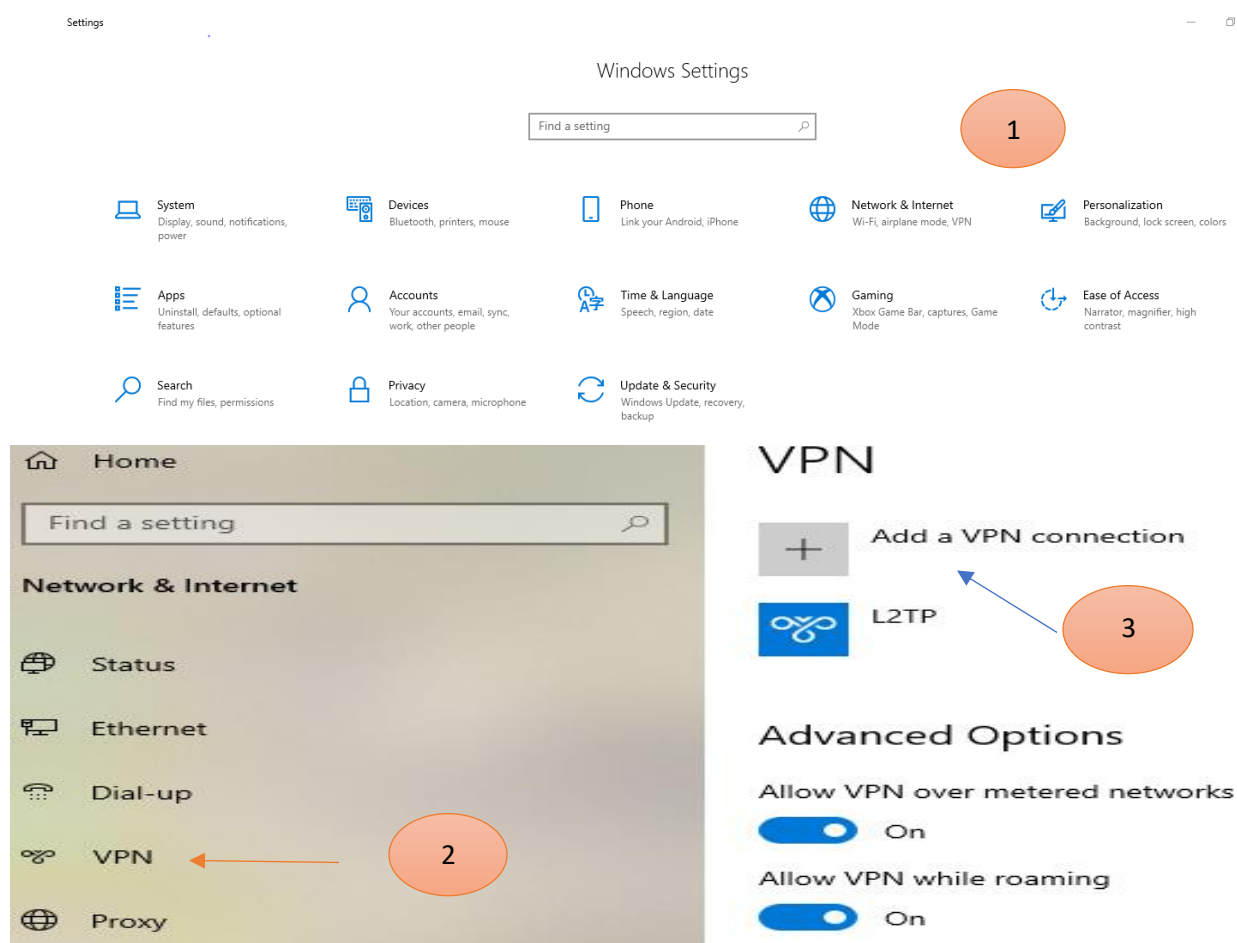 Settings
Windows Settings
Find a setting
1
System
Display, sound, notifications,
power
Devices
Bluetooth, printers, mouse
Phone
Link your Android, iPhone
Network & Internet
Wi-Fi, airplane mode, VPN
Personalization
Background, lock screen, colors
Apps
Uninstall, defaults, optional
features
Accounts
Your accounts, email, sync,
work, other people
Time & Language
Speech, region, date
Gaming
Xbox Game Bar, captures, Game
Mode
Ease of Access
Narrator, magnifier, high
contrast
Search
Find my files, permissions
Privacy
Location, camera, microphone
Update & Security
Windows Update, recovery,
backup
Home
Find a setting
Network & Internet
Status
Ethernet
Dial-up
VPN
2
Proxy
VPN
Add a VPN connection
L2TP
3
Advanced Options
Allow VPN over metered networks
On
Allow VPN while roaming
On